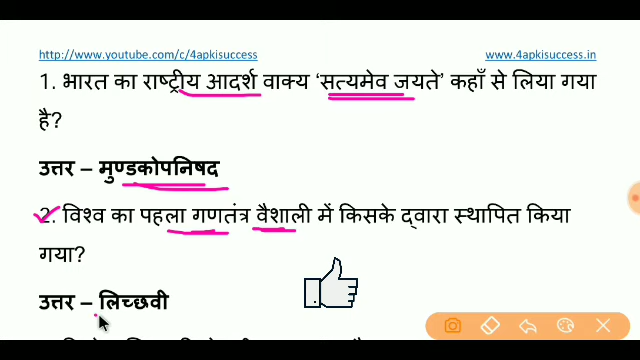 http://www.youtube.com/c/4apkisuccess www.4apkisuccess.in
1. भारत का राष्ट्रीय आदर्श वाक्य ‘सत्यमेव जयते’ कहाँ से लिया गया
है?
उत्तर – मुण्डकोपनिषद
2. विश्व का पहला गणतंत्र वैशाली में किसके द्वारा स्थापित किया
गया?
उत्तर – लिच्छवी